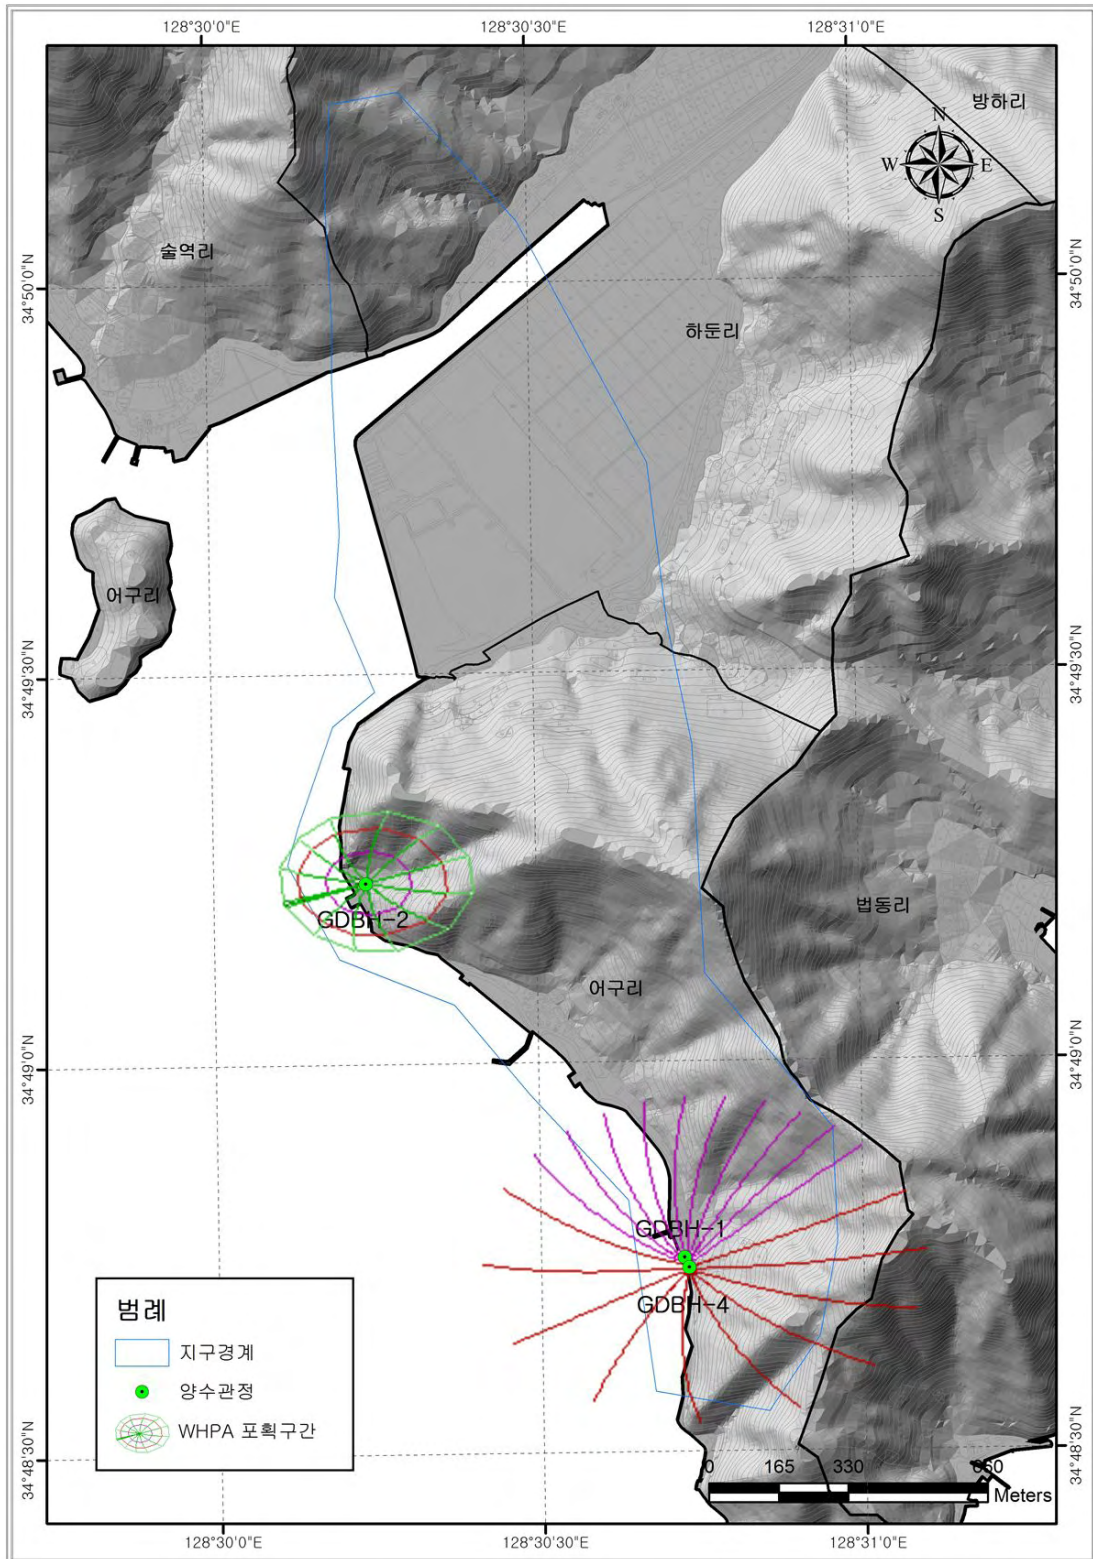 128°30'0"E 128°30'30"E 128°31'0"E
방하리
N
W E
S
술역리
34°50'0"N 34°50'0"N
하둔리
어구리
34°49'30"N 34°49'30"N
법동리
GDBH-2
어구리
34°49'0"N 34°49'0"N
GDBH-1
GDBH-4
범례
지구경계
양수관정
WHPA 포획구간
34°48'30"N 34°48'30"N
0 165 330 660
Meters
128°30'0"E 128°30'30"E 128°31'0"E